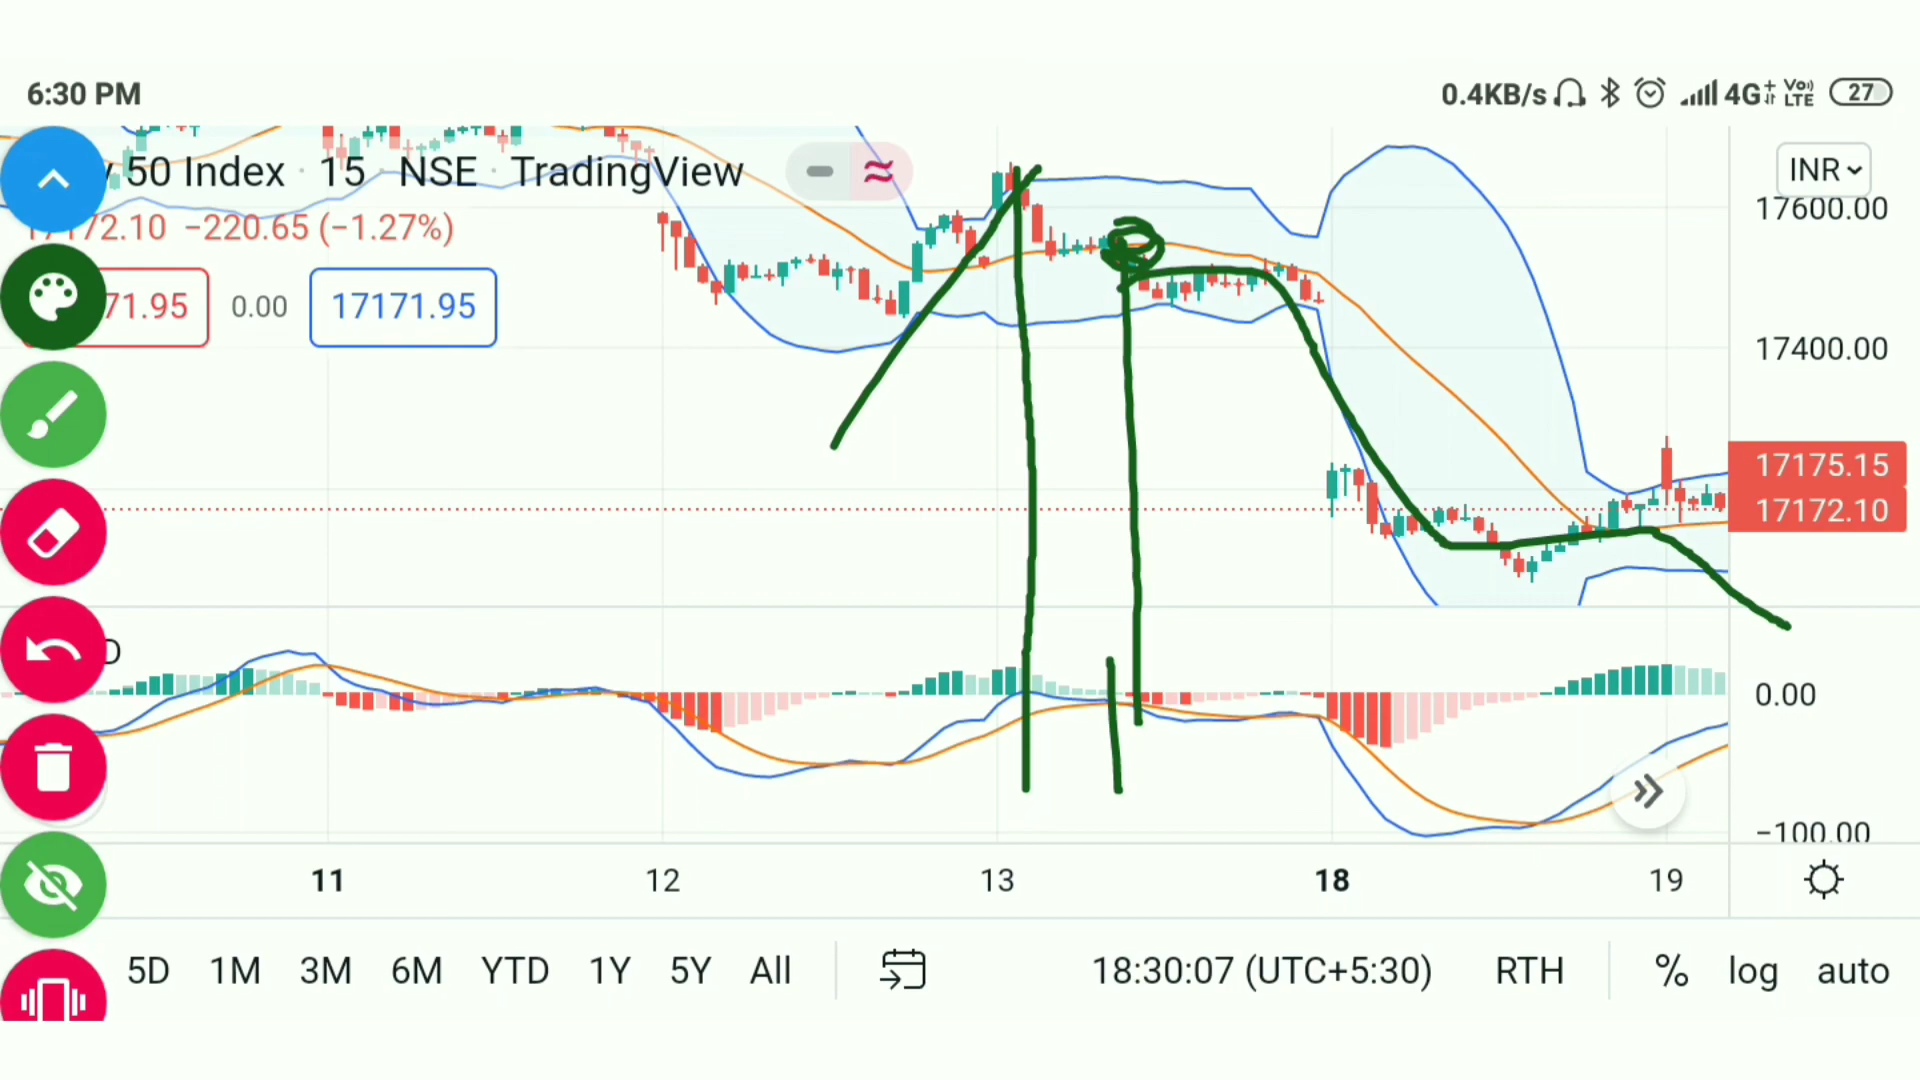 6:30 PM 0.4KB/s 4G+ Vo) LTE 27
50 Index · 15 · NSE · TradingView INR
17172.10 −220.65 (−1.27%) 17600.00
71.95 0.00 17171.95
17400.00
17175.15
17172.10
D
0.00
−100.00
11 12 13 18 19
5D 1M 3M 6M YTD 1Y 5Y All 18:30:07 (UTC+5:30) RTH % log auto